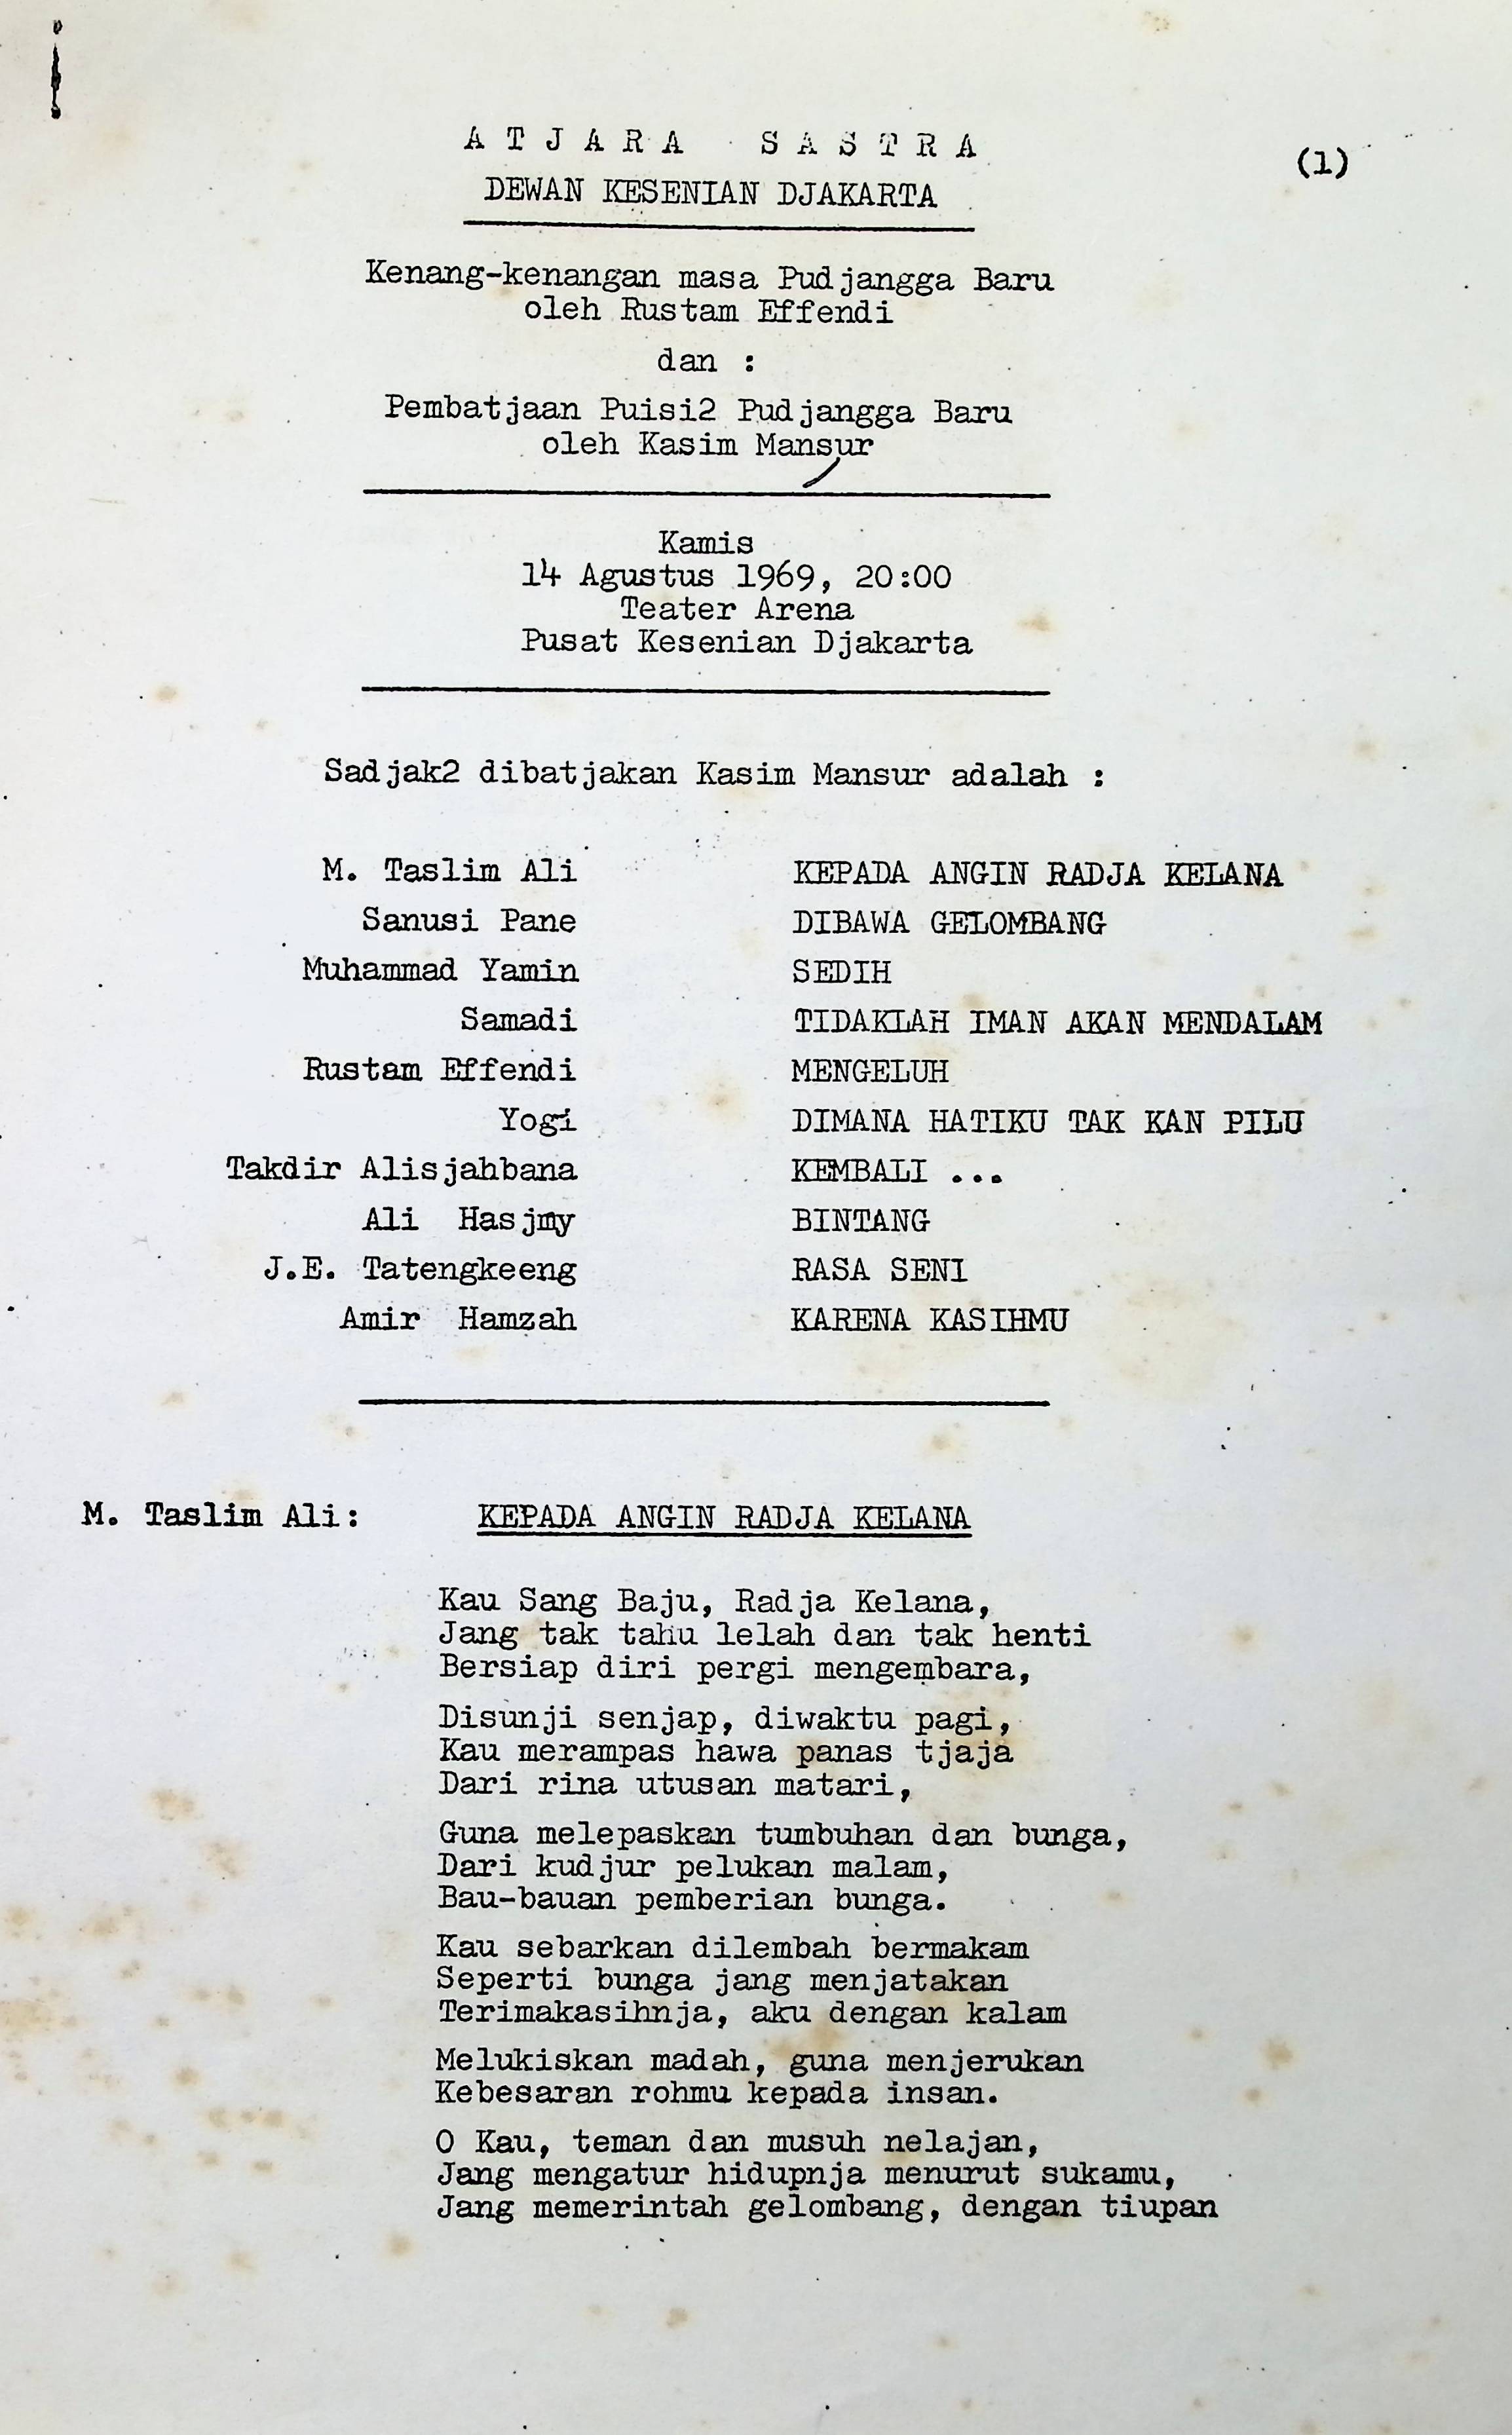 ATJARA SASTRA
(1)
DEWAN KESENIAN DJAKARTA
Kenang-kenangan masa Pudjangga Baru
oleh Rustam Effendi
dan :
Pembatjaan Puisi2 Pudjangga Baru
oleh Kasim Mansur
Kamis
14 Agustus 1969, 20:00
Teater Arena
Pusat Kesenian Djakarta
Sadjak2 dibatjakan Kasim Mansur adalah :
M. Taslim Ali KEPADA ANGIN RADJA KELANA
Sanusi Pane DIBAWA GELOMBANG
Muhammad Yamin SEDIH
Samadi TIDAKLAH IMAN AKAN MENDALAM
Rustam Effendi MENGELUH
Yogi DIMANA HATIKU TAK KAN PILU
Takdir Alisjahbana KEMBALI ...
Ali Hasjmy BINTANG
J.E. Tatengkeeng RASA SENI
Amir Hamzah KARENA KASIHMU
M. Taslim Ali: KEPADA ANGIN RADJA KELANA
Kau Sang Baju, Radja Kelana,
Jang tak tahu lelah dan tak henti
Bersiap diri pergi mengembara,
Disunji senjap, diwaktu pagi,
Kau merampas hawa panas tjaja
Dari rina utusan matari,
Guna melepaskan tumbuhan dan bunga,
Dari kudjur pelukan malam,
Bau-bauan pemberian bunga.
Kau sebarkan dilembah bermakam
Seperti bunga jang menjatakan
Terimakasihnja, aku dengan kalam
Melukiskan madah, guna menjerukan
Kebesaran rohmu kepada insan.
O Kau, teman dan musuh nelajan,
Jang mengatur hidupnja menurut sukamu,
Jang memerintah gelombang, dengan tiupan